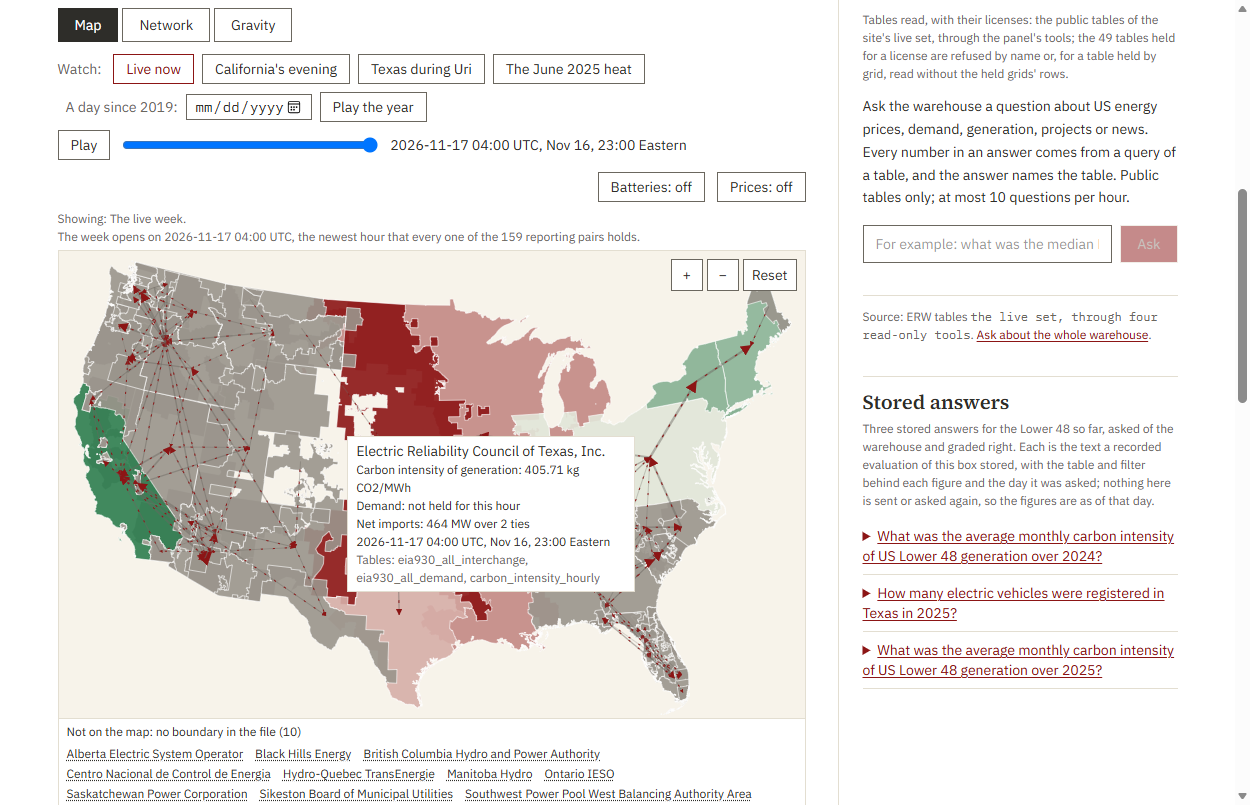 Map
Network
Gravity
Watch:
Live now
California's evening
Texas during Uri
The June 2025 heat
A day since 2019:
mm/dd/yyyy
Play the year
Play
2026-11-17 04:00 UTC, Nov 16, 23:00 Eastern
Batteries: off
Prices: off
Showing: The live week.
The week opens on 2026-11-17 04:00 UTC, the newest hour that every one of the 159 reporting pairs holds.
+
−
Reset
Electric Reliability Council of Texas, Inc.
Carbon intensity of generation: 405.71 kg
CO2/MWh
Demand: not held for this hour
Net imports: 464 MW over 2 ties
2026-11-17 04:00 UTC, Nov 16, 23:00 Eastern
Tables: eia930_all_interchange,
eia930_all_demand, carbon_intensity_hourly
Not on the map: no boundary in the file (10)
Alberta Electric System Operator
Black Hills Energy
British Columbia Hydro and Power Authority
Centro Nacional de Control de Energia
Hydro-Quebec TransEnergie
Manitoba Hydro
Ontario IESO
Saskatchewan Power Corporation
Sikeston Board of Municipal Utilities
Southwest Power Pool West Balancing Authority Area
Tables read, with their licenses: the public tables of the
site's live set, through the panel's tools; the 49 tables held
for a license are refused by name or, for a table held by
grid, read without the held grids' rows.
Ask the warehouse a question about US energy
prices, demand, generation, projects or news.
Every number in an answer comes from a query of
a table, and the answer names the table. Public
tables only; at most 10 questions per hour.
For example: what was the median
Ask
Source: ERW tables the live set, through four
read-only tools. Ask about the whole warehouse.
Stored answers
Three stored answers for the Lower 48 so far, asked of the
warehouse and graded right. Each is the text a recorded
evaluation of this box stored, with the table and filter
behind each figure and the day it was asked; nothing here
is sent or asked again, so the figures are as of that day.
What was the average monthly carbon intensity
of US Lower 48 generation over 2024?
How many electric vehicles were registered in
Texas in 2025?
What was the average monthly carbon intensity
of US Lower 48 generation over 2025?